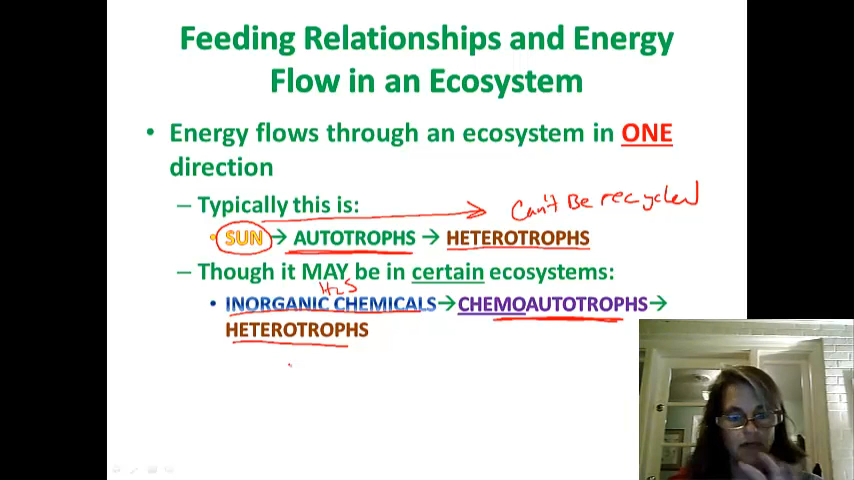 Feeding Relationships and Energy
Flow in an Ecosystem
• Energy flows through an ecosystem in ONE
direction
– Typically this is:
Can't Be recycled
• SUN → AUTOTROPHS → HETEROTROPHS
– Though it MAY be in certain ecosystems:
H2S
• INORGANIC CHEMICALS→CHEMOAUTOTROPHS→
HETEROTROPHS